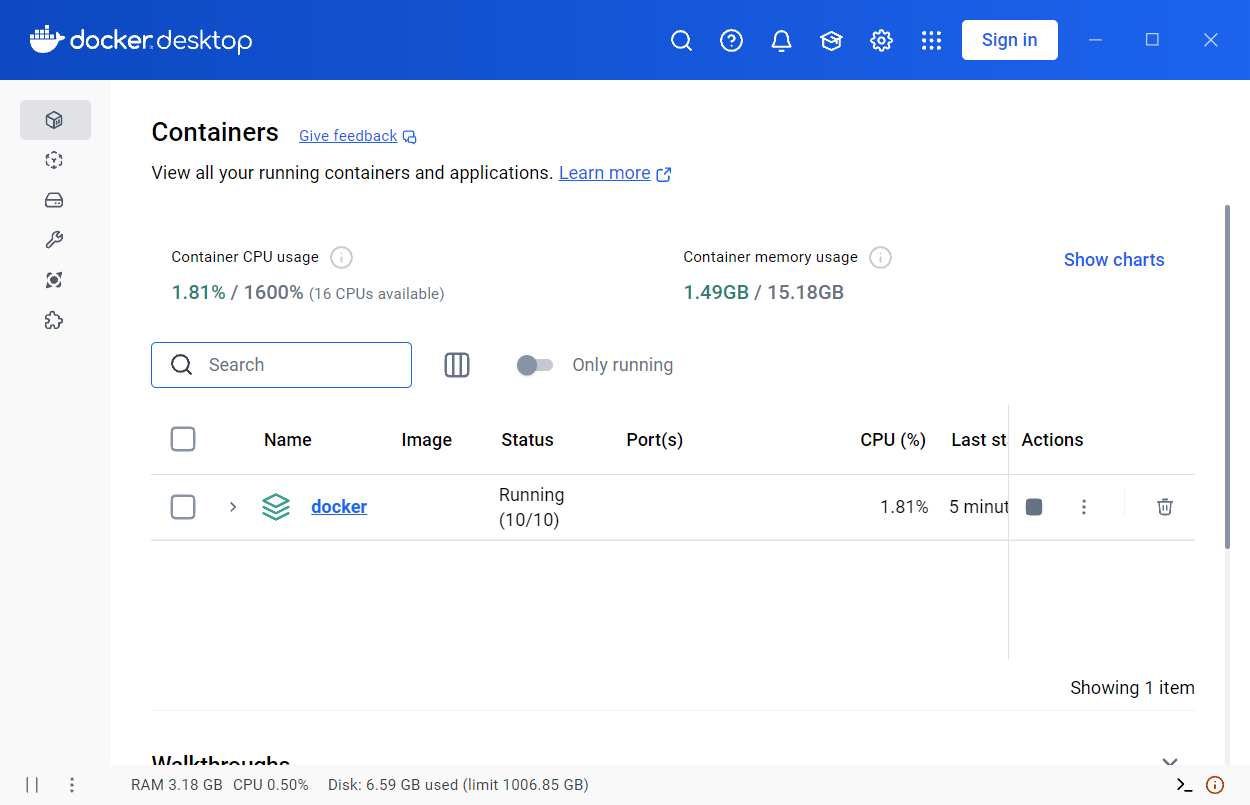 docker desktop
Sign in
Containers Give feedback
View all your running containers and applications. Learn more
Container CPU usage
1.81% / 1600% (16 CPUs available)
Container memory usage
1.49GB / 15.18GB
Show charts
Search
Only running
Name Image Status Port(s) CPU (%) Last st Actions
docker Running (10/10) 1.81% 5 minut
Showing 1 item
Walkthroughs
RAM 3.18 GB CPU 0.50% Disk: 6.59 GB used (limit 1006.85 GB)